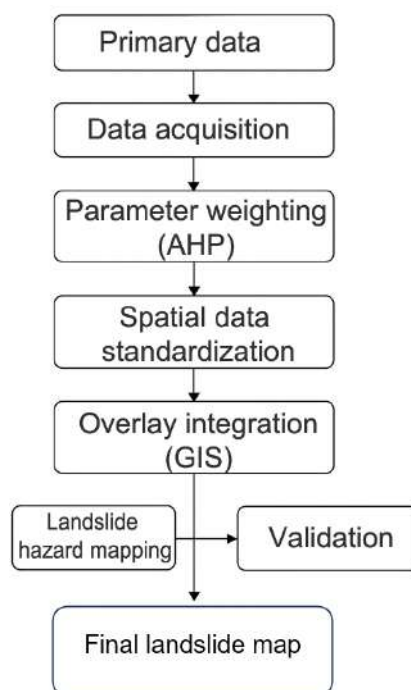 Primary data
Data acquisition
Parameter weighting
(AHP)
Spatial data
standardization
Overlay integration
(GIS)
Landslide
hazard mapping
Validation
Final landslide map